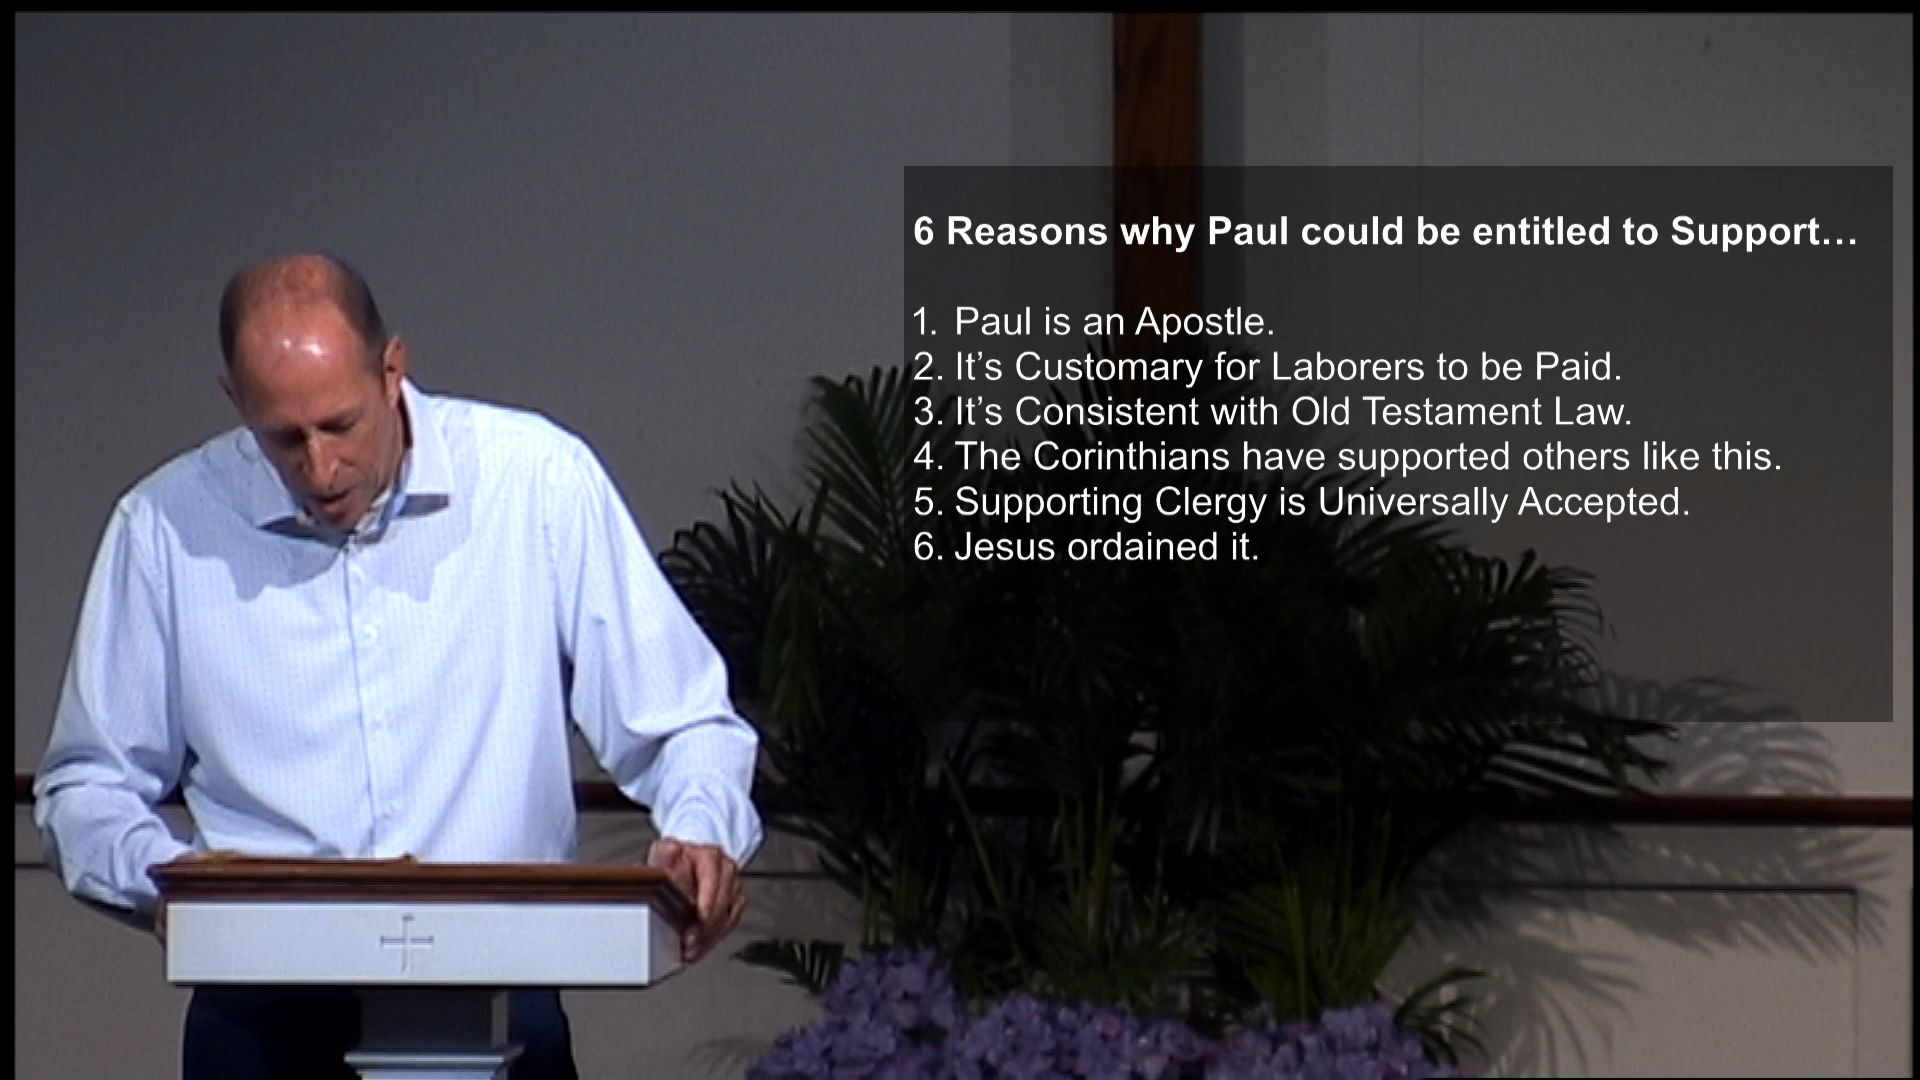 6 Reasons why Paul could be entitled to Support…
1. Paul is an Apostle.
2. It’s Customary for Laborers to be Paid.
3. It’s Consistent with Old Testament Law.
4. The Corinthians have supported others like this.
5. Supporting Clergy is Universally Accepted.
6. Jesus ordained it.